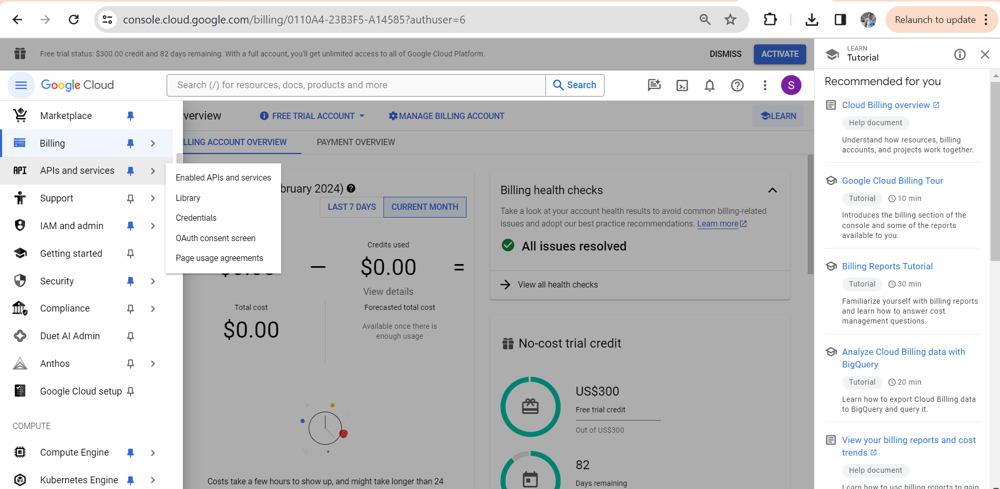 console.cloud.google.com/billing/0110A4-23B3F5-A14585?authuser=6
Relaunch to update
Free trial status: $300.00 credit and 82 days remaining. With a full account, you'll get unlimited access to all of Google Cloud Platform.
DISMISS
ACTIVATE
Google Cloud
Search (/) for resources, docs, products and more
Search
S
Marketplace
Billing
APIs and services
Support
IAM and admin
Getting started
Security
Compliance
Duet AI Admin
Anthos
Google Cloud setup
COMPUTE
Compute Engine
Kubernetes Engine
Enabled APIs and services
Library
Credentials
OAuth consent screen
Page usage agreements
verview
FREE TRIAL ACCOUNT
MANAGE BILLING ACCOUNT
LEARN
LLING ACCOUNT OVERVIEW
PAYMENT OVERVIEW
bruary 2024)
LAST 7 DAYS
CURRENT MONTH
Credits used
— $0.00 =
View details
Total cost
$0.00
Forecasted total cost
Available once there is
enough usage
Costs take a few hours to show up, and might take longer than 24
Billing health checks
Take a look at your account health results to avoid common billing-related
issues and adopt our best practice recommendations. Learn more
All issues resolved
View all health checks
No-cost trial credit
US$300
Free trial credit
Out of US$300
82
Days remaining
LEARN
Tutorial
Recommended for you
Cloud Billing overview
Help document
Understand how resources, billing
accounts, and projects work together.
Google Cloud Billing Tour
Tutorial
10 min
Introduces the billing section of the
console and some of the reports
available to you.
Billing Reports Tutorial
Tutorial
30 min
Familiarize yourself with billing reports
and learn how to answer cost
management questions.
Analyze Cloud Billing data with
BigQuery
Tutorial
20 min
Learn how to export Cloud Billing data
to BigQuery and query it.
View your billing reports and cost
trends
Help document
Learn how to use billing reports to gain